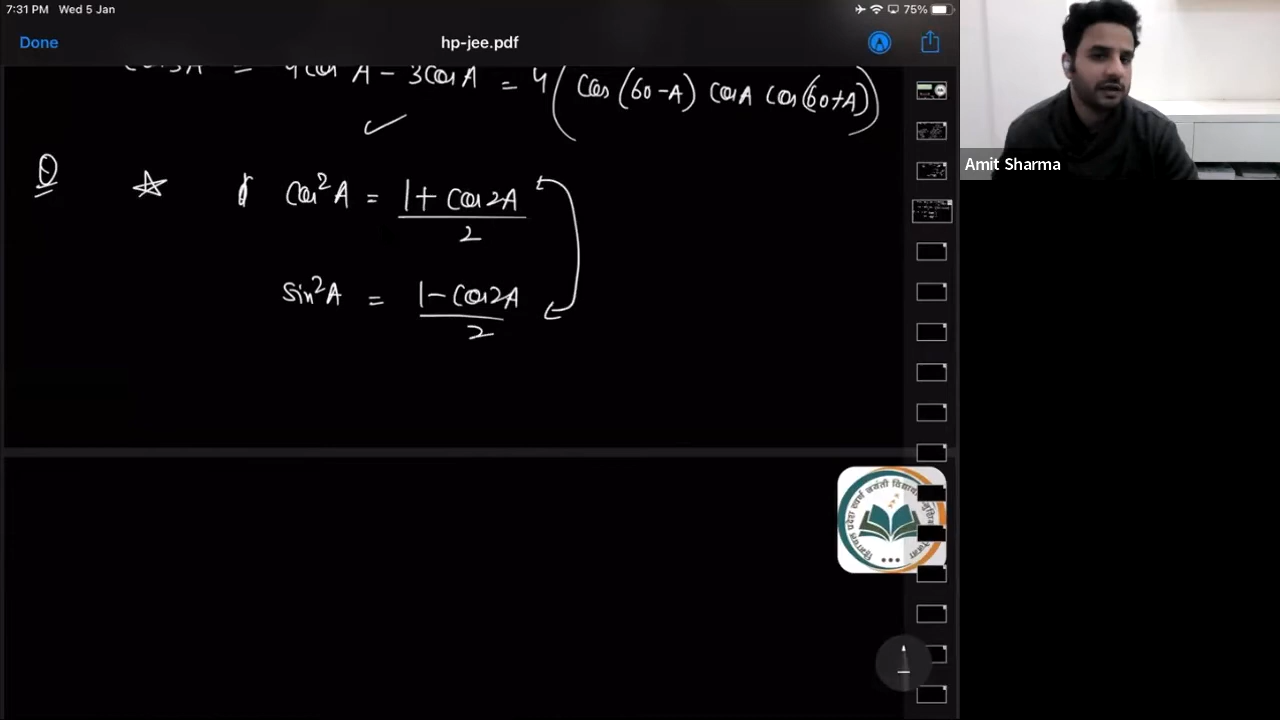 7:31 PM Wed 5 Jan
75%
Done
hp-jee.pdf
Cos3A = 4Cos³A - 3CosA = 4 (Cos (60-A) CosA Cos(60+A))
Q
Cos²A = 1 + Cos2A / 2
Sin²A = 1 - Cos2A / 2
Amit Sharma